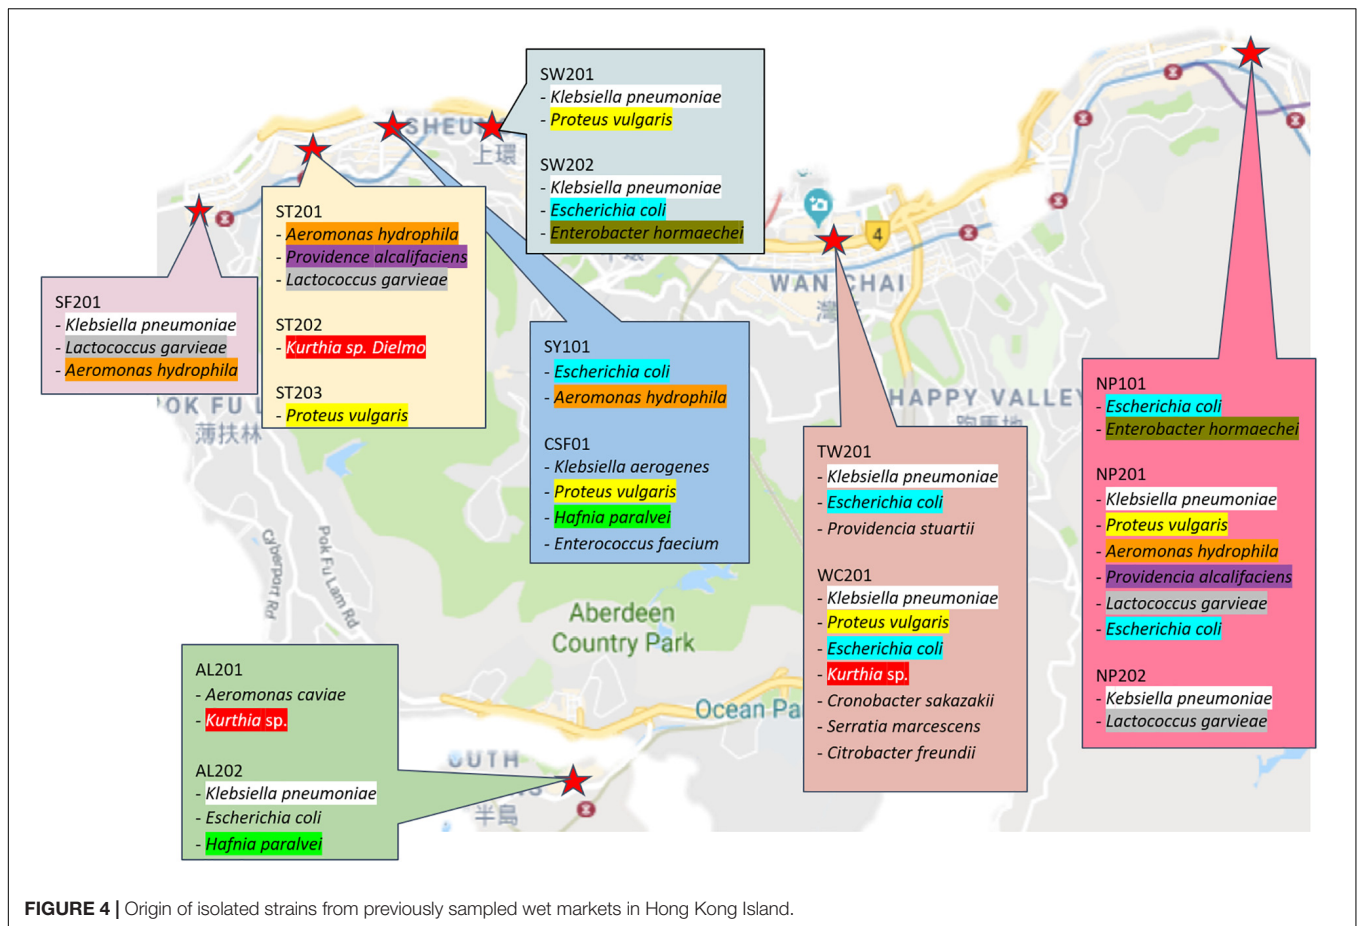 SW201
- Klebsiella pneumoniae
- Proteus vulgaris
SW202
- Klebsiella pneumoniae
- Escherichia coli
- Enterobacter hormaechei
SHEUN
上環
ST201
- Aeromonas hydrophila
- Providence alcalifaciens
- Lactococcus garvieae
ST202
- Kurthia sp. Dielmo
ST203
- Proteus vulgaris
SF201
- Klebsiella pneumoniae
- Lactococcus garvieae
- Aeromonas hydrophila
OK FU L
薄扶林
SY101
- Escherichia coli
- Aeromonas hydrophila
CSF01
- Klebsiella aerogenes
- Proteus vulgaris
- Hafnia paralvei
- Enterococcus faecium
4
WAN CHAI
灣
HAPPY VALLEY
跑馬地
TW201
- Klebsiella pneumoniae
- Escherichia coli
- Providencia stuartii
WC201
- Klebsiella pneumoniae
- Proteus vulgaris
- Escherichia coli
- Kurthia sp.
- Cronobacter sakazakii
- Serratia marcescens
- Citrobacter freundii
NP101
- Escherichia coli
- Enterobacter hormaechei
NP201
- Klebsiella pneumoniae
- Proteus vulgaris
- Aeromonas hydrophila
- Providencia alcalifaciens
- Lactococcus garvieae
- Escherichia coli
NP202
- Kebsiella pneumoniae
- Lactococcus garvieae
Cyberport Rd
Pok Fu Lam Rd
Aberdeen
Country Park
Ocean Pa
AL201
- Aeromonas caviae
- Kurthia sp.
AL202
- Klebsiella pneumoniae
- Escherichia coli
- Hafnia paralvei
OUTH
半島
FIGURE 4 | Origin of isolated strains from previously sampled wet markets in Hong Kong Island.